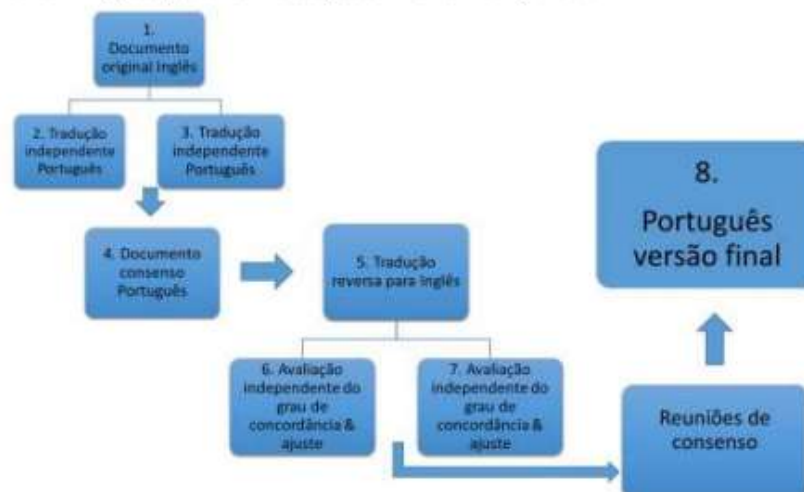 1.
Documento
original Inglês
2. Tradução
independente
Português
3. Tradução
independente
Português
4. Documento
consenso
Português
5. Tradução
reversa para Inglês
6. Avaliação
independente do
grau de
concordância &
ajuste
7. Avaliação
independente do
grau de
concordância &
ajuste
Reuniões de
consenso
8.
Português
versão final